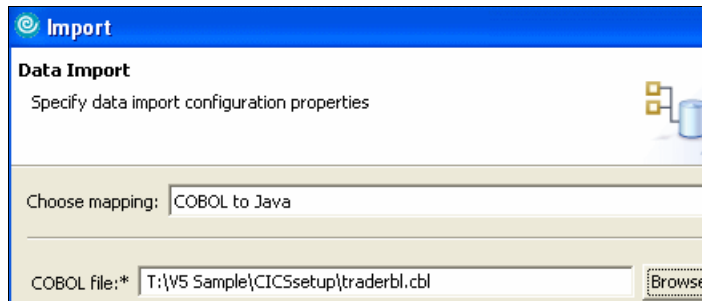 Import
Data Import
Specify data import configuration properties
Choose mapping: COBOL to Java
COBOL file:* T:\V5 Sample\CICSsetup\traderbl.cbl Browse